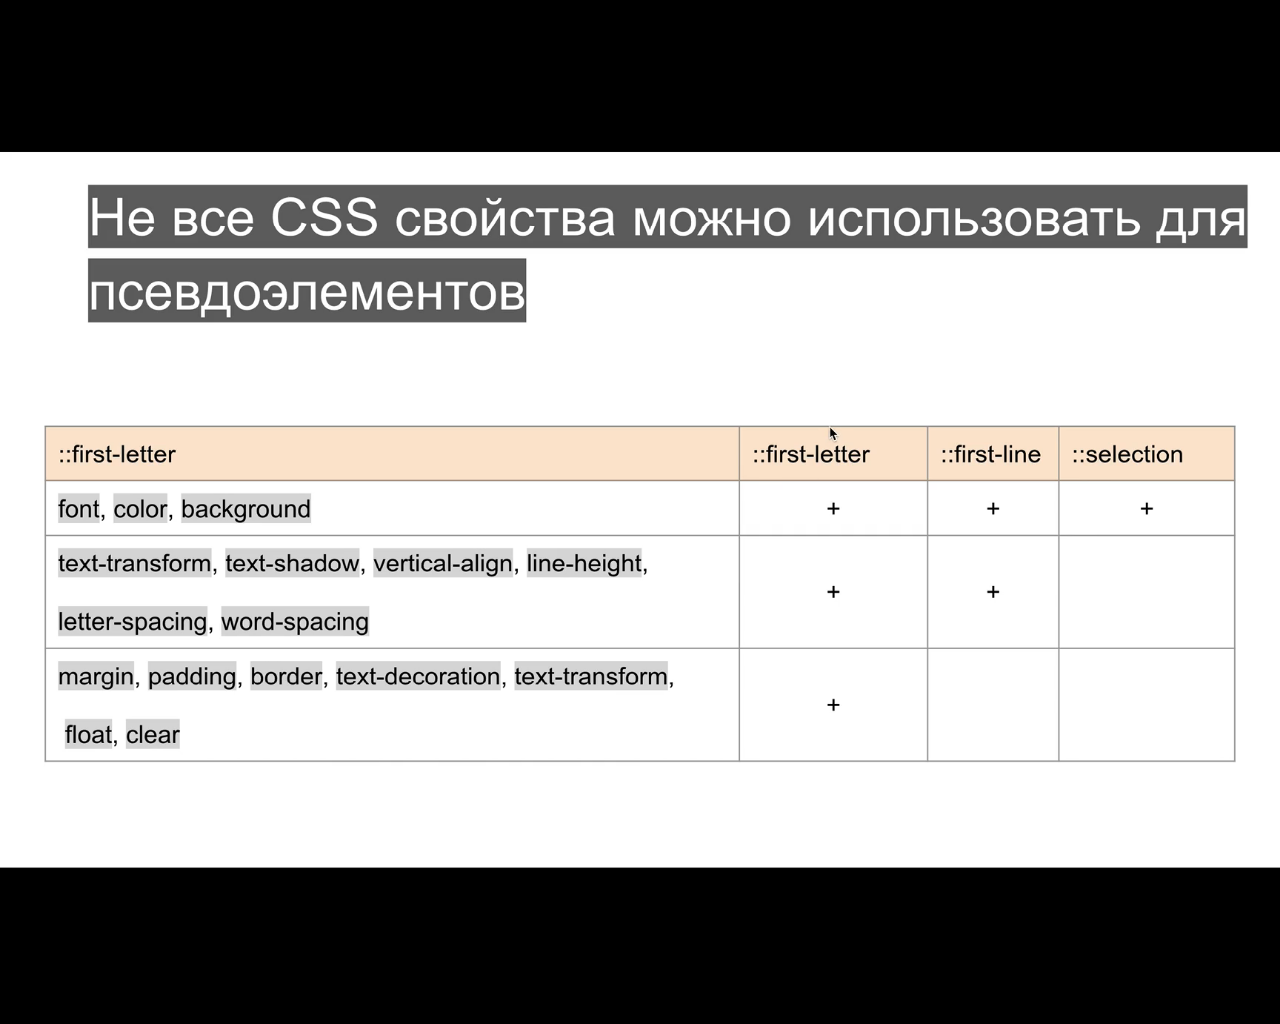 Не все CSS свойства можно использовать для
псевдоэлементов
::first-letter ::first-letter ::first-line ::selection
font, color, background + + +
text-transform, text-shadow, vertical-align, line-height,
letter-spacing, word-spacing + +
margin, padding, border, text-decoration, text-transform,
float, clear +